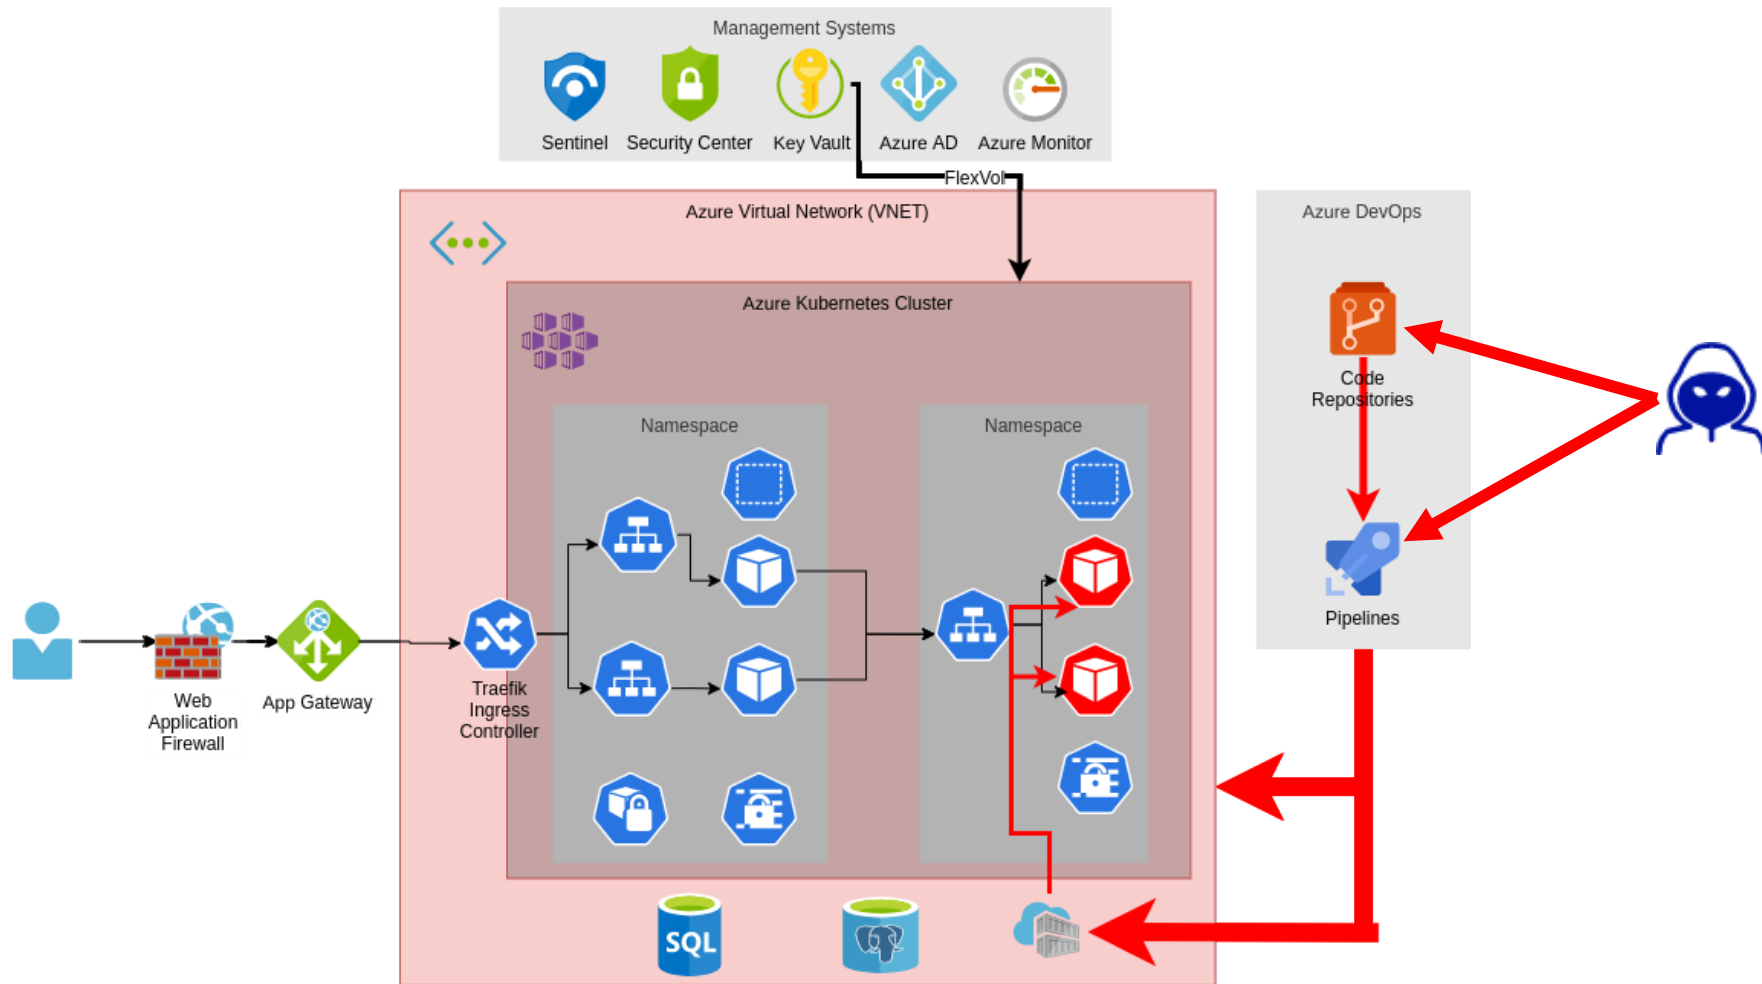 Management Systems
Sentinel
Security Center
Key Vault
Azure AD
Azure Monitor
FlexVol
Azure Virtual Network (VNET)
Azure DevOps
Azure Kubernetes Cluster
Code
Repositories
Namespace
Namespace
Pipelines
Web
Application
Firewall
App Gateway
Traefik
Ingress
Controller
SQL